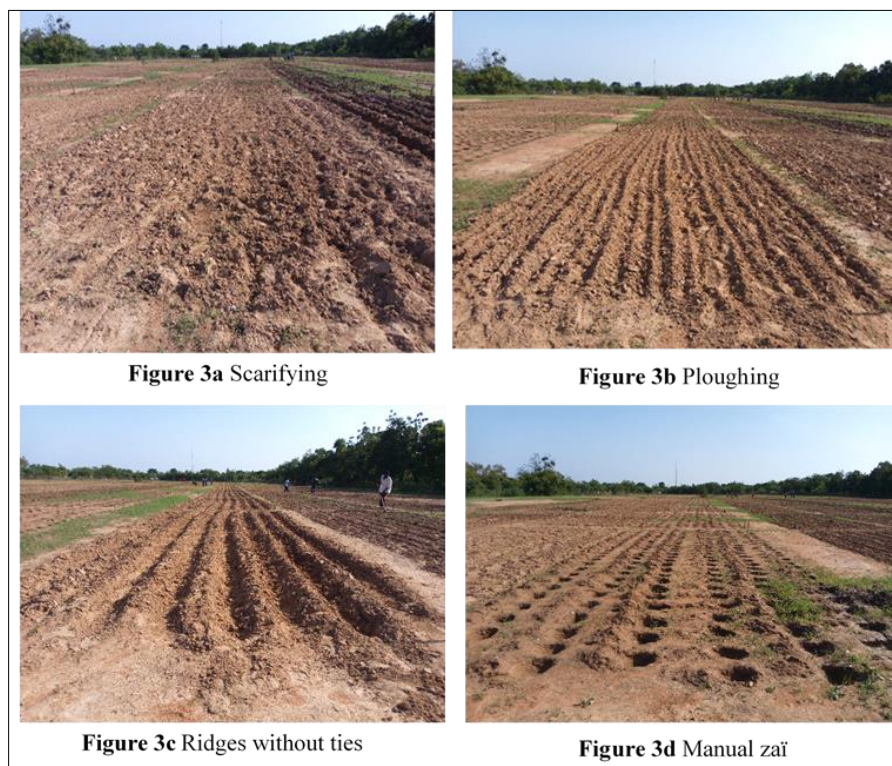 Figure 3a Scarifying
Figure 3b Ploughing
Figure 3c Ridges without ties
Figure 3d Manual zaï